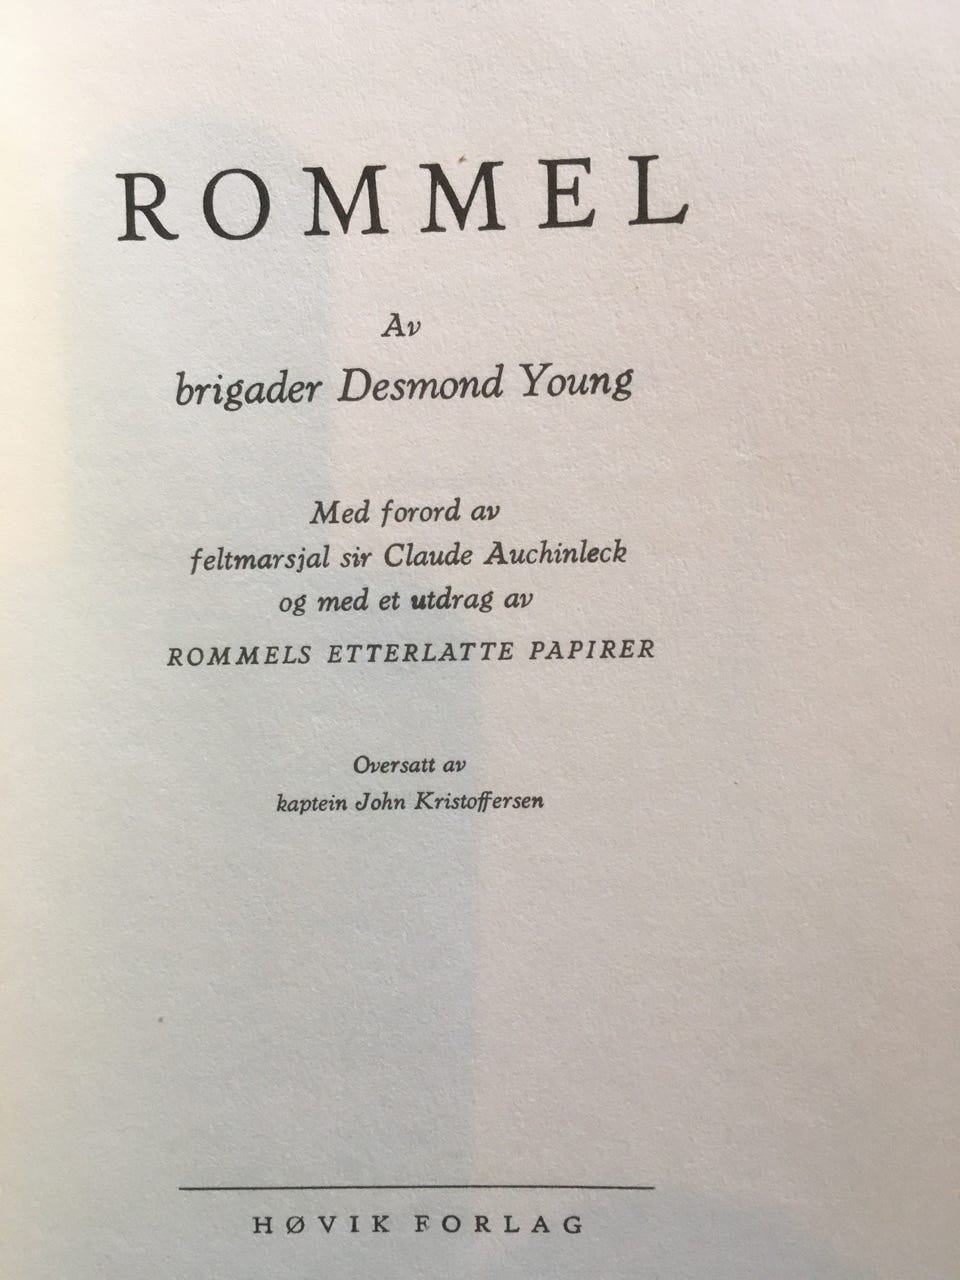 ROMMEL
Av
brigader Desmond Young
Med forord av
feltmarsjal sir Claude Auchinleck
og med et utdrag av
ROMMELS ETTERLATTE PAPIRER
Oversatt av
kaptein John Kristoffersen
HØVIK FORLAG